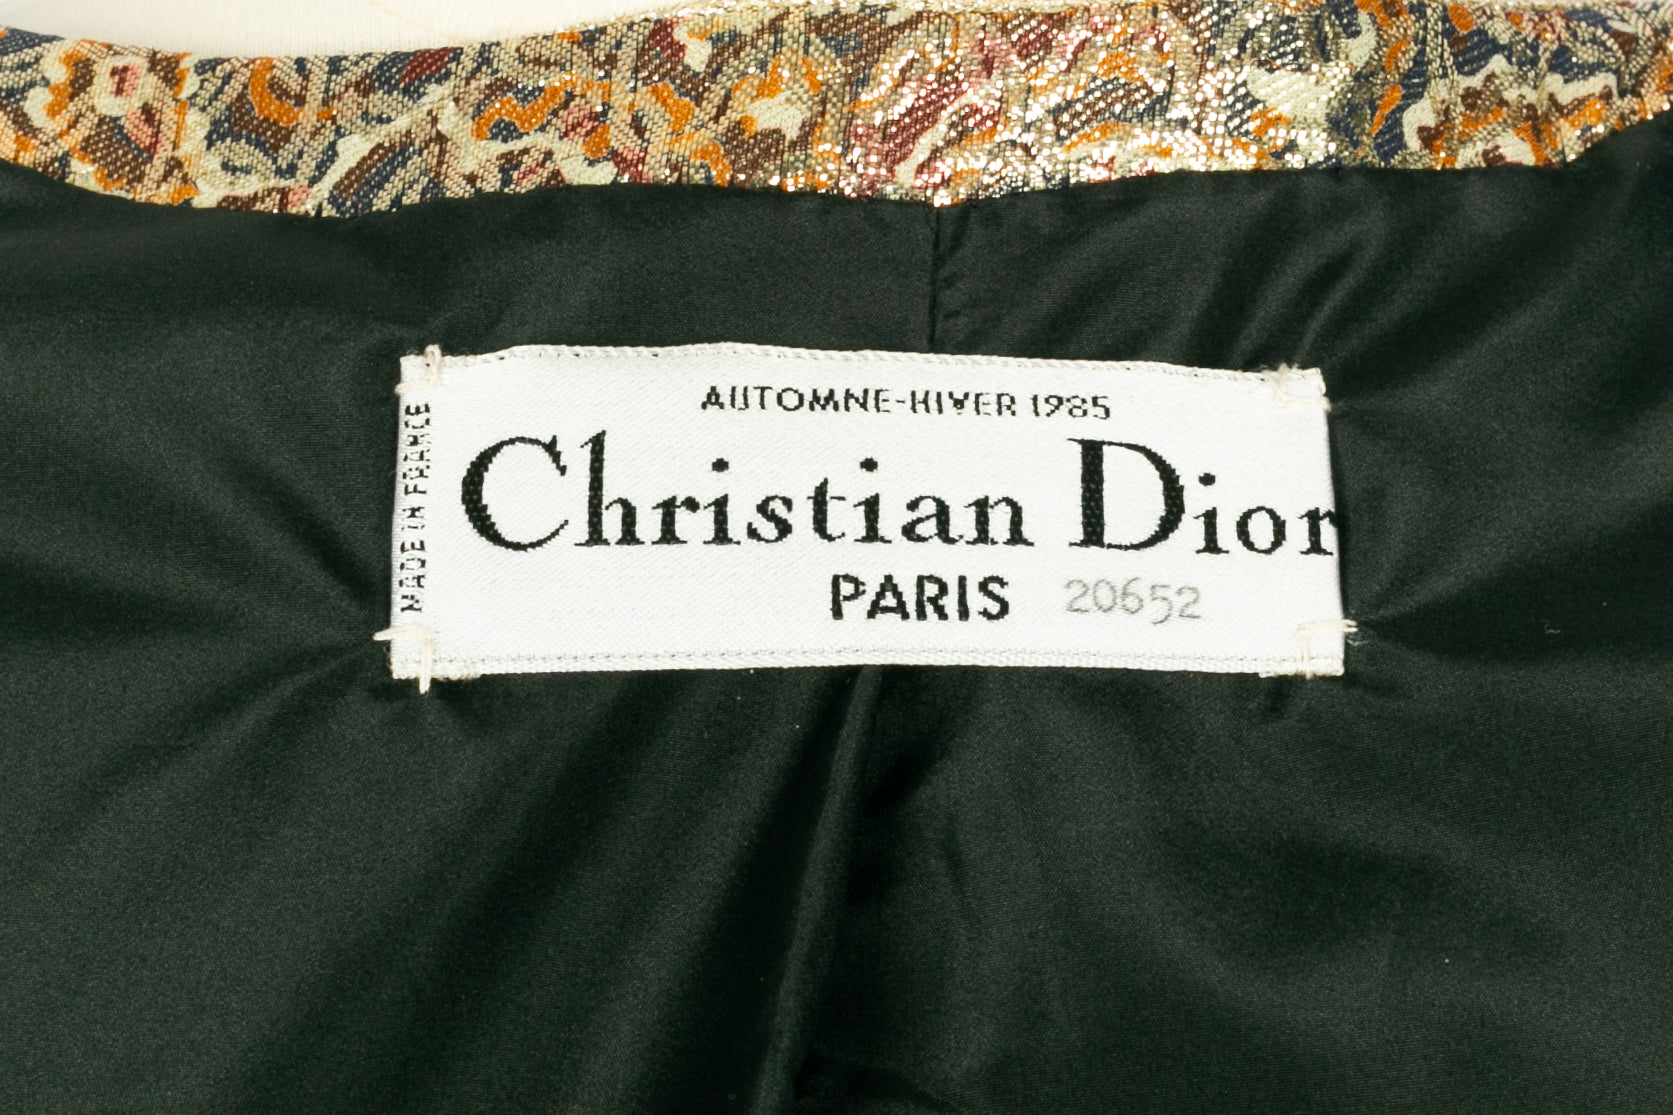 AUTOMNE-HIVER 1985
Christian Dior
PARIS 20652
MADE IN FRANCE